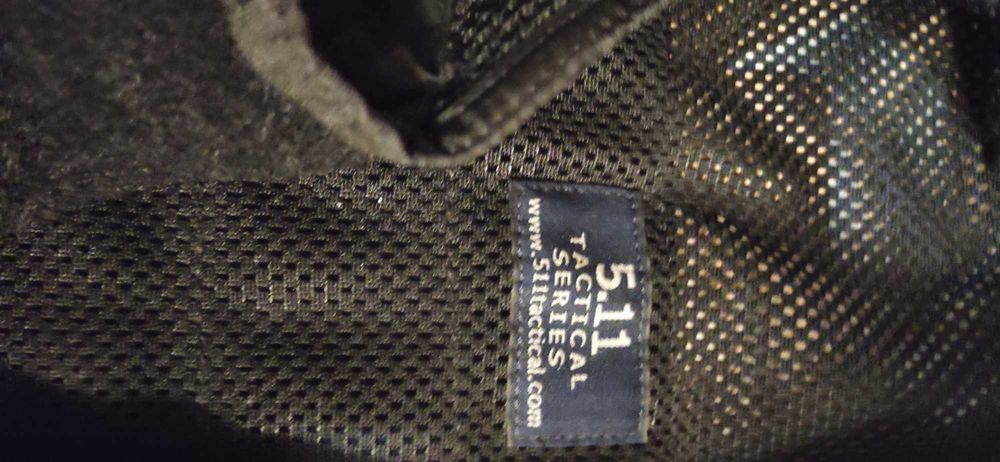 5.11
TACTICAL
SERIES
www.511tactical.com